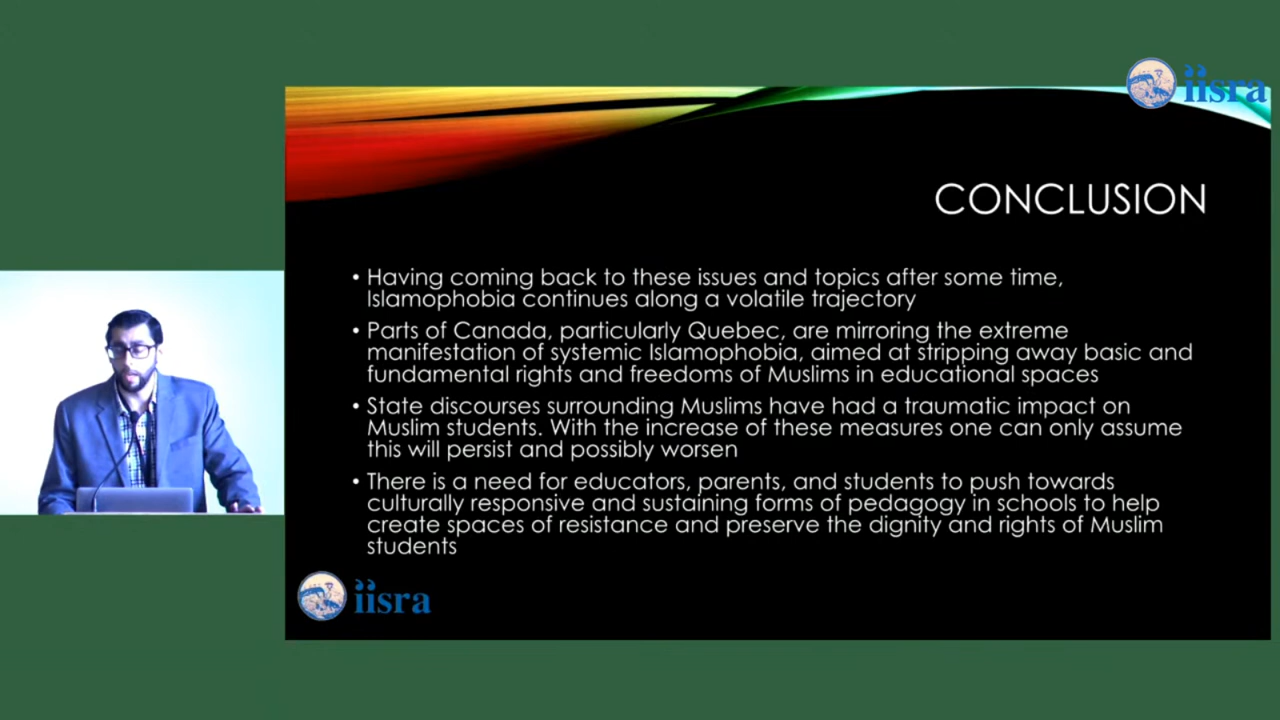 iisra
CONCLUSION
• Having coming back to these issues and topics after some time,
Islamophobia continues along a volatile trajectory
• Parts of Canada, particularly Quebec, are mirroring the extreme
manifestation of systemic Islamophobia, aimed at stripping away basic and
fundamental rights and freedoms of Muslims in educational spaces
• State discourses surrounding Muslims have had a traumatic impact on
Muslim students. With the increase of these measures one can only assume
this will persist and possibly worsen
• There is a need for educators, parents, and students to push towards
culturally responsive and sustaining forms of pedagogy in schools to help
create spaces of resistance and preserve the dignity and rights of Muslim
students
iisra